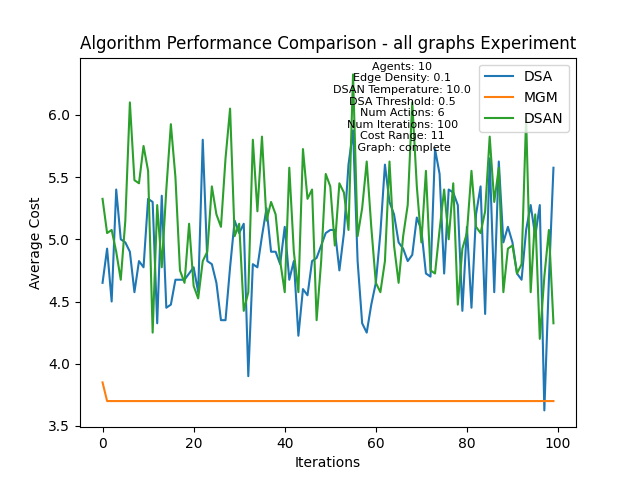 Algorithm Performance Comparison - all graphs Experiment
Agents: 10
Edge Density: 0.1
DSAN Temperature: 10.0
DSA Threshold: 0.5
Num Actions: 6
Num Iterations: 100
Cost Range: 11
Graph: complete
DSA
MGM
DSAN
Average Cost
6.0
5.5
5.0
4.5
4.0
3.5
0 20 40 60 80 100
Iterations